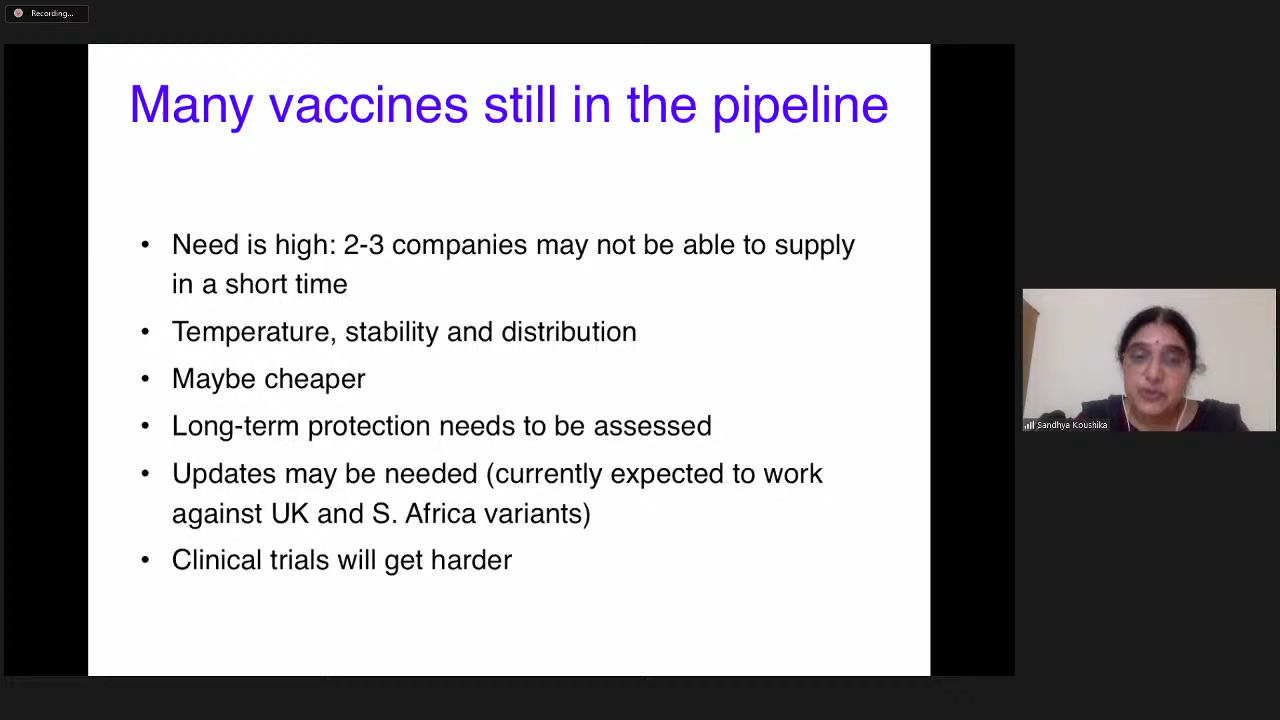 Recording...
Many vaccines still in the pipeline
• Need is high: 2-3 companies may not be able to supply
in a short time
• Temperature, stability and distribution
• Maybe cheaper
• Long-term protection needs to be assessed
• Updates may be needed (currently expected to work
against UK and S. Africa variants)
• Clinical trials will get harder
Sandhya Koushika